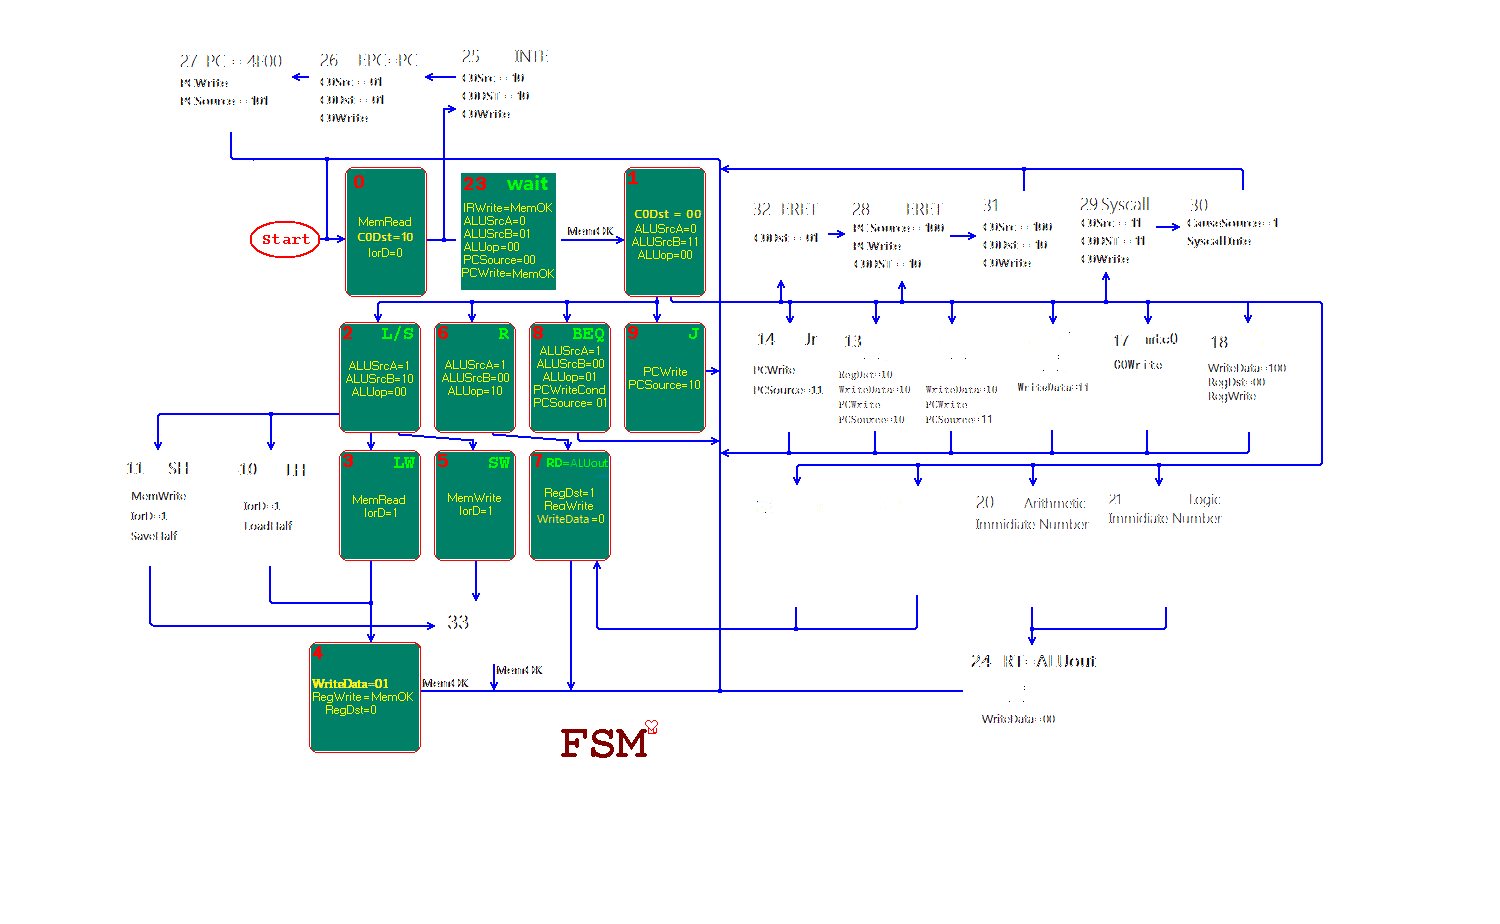 27 PC=4F00
PCWrite
PCSource=101
26 EPC=PC
C0Src=01
C0Dst=01
C0Write
25 INTE
C0Src=10
C0DST=10
C0Write
Start
0
MemRead
C0Dst=10
IorD=0
23 wait
IRWrite=MemOK
ALUSrcA=0
ALUSrcB=01
ALUop=00
PCSource=00
PCWrite=MemOK
MemOK
1
C0Dst = 00
ALUSrcA=0
ALUSrcB=11
ALUop=00
32 ERET
C0Dst=01
28 ERET
PCSource=100
PCWrite
C0DST=10
31
C0Src=100
C0Dst=10
C0Write
29 Syscall
C0Src=11
C0DST=11
C0Write
30
CauseSource=1
2 L/S
ALUSrcA=1
ALUSrcB=10
ALUop=00
6 R
ALUSrcA=1
ALUSrcB=00
ALUop=10
8 BEQ
ALUSrcA=1
ALUSrcB=00
ALUop=01
PCWriteCond
PCSource= 01
9 J
PCWrite
PCSource=10
14 Jr
PCWrite
PCSource=11
13
RegDst=10
WriteData=10
PCWrite
PCSource=10
WriteData=10
PCWrite
PCSource=11
WriteData=11
17 mtc0
C0Write
18
WriteData=100
RegDst=00
RegWrite
11 SH
MemWrite
IorD=1
SaveHalf
10 LH
IorD=1
LoadHalf
3 LW
MemRead
IorD=1
5 SW
MemWrite
IorD=1
7 RD=ALUout
RegDst=1
RegWrite
WriteData=0
20 Arithmetic
Immidiate Number
21 Logic
Immidiate Number
33
4
WriteData=01
RegWrite=MemOK
RegDst=0
MemOK
MemOK
24 RT=ALUout
WriteData=00
FSM